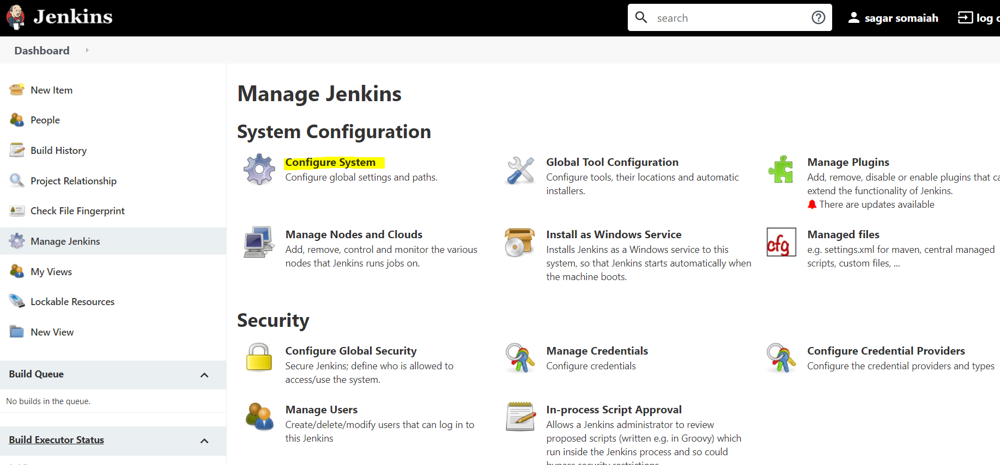 Jenkins
search
sagar somaiah
log
Dashboard
New Item
People
Build History
Project Relationship
Check File Fingerprint
Manage Jenkins
My Views
Lockable Resources
New View
Build Queue
No builds in the queue.
Build Executor Status
Manage Jenkins
System Configuration
Configure System
Configure global settings and paths.
Global Tool Configuration
Configure tools, their locations and automatic
installers.
Manage Plugins
Add, remove, disable or enable plugins that
extend the functionality of Jenkins.
There are updates available
Manage Nodes and Clouds
Add, remove, control and monitor the various
nodes that Jenkins runs jobs on.
Install as Windows Service
Installs Jenkins as a Windows service to this
system, so that Jenkins starts automatically when
the machine boots.
cfg
Managed files
e.g. settings.xml for maven, central managed
scripts, custom files, ...
Security
Configure Global Security
Secure Jenkins; define who is allowed to
access/use the system.
Manage Credentials
Configure credentials
Configure Credential Providers
Configure the credential providers and types
Manage Users
Create/delete/modify users that can log in to
this Jenkins
In-process Script Approval
Allows a Jenkins administrator to review
proposed scripts (written e.g. in Groovy) which
run inside the Jenkins process and so could
bypass security restrictions.